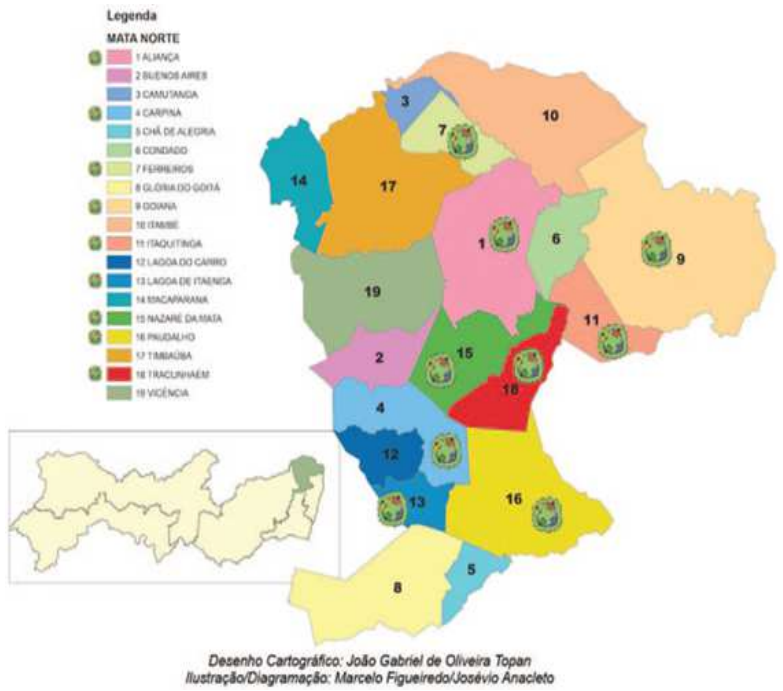 Legenda
MATA NORTE
1 ALIANÇA
2 BUENOS AIRES
3 CAMUTANGA
4 CARPINA
5 CHÃ DE ALEGRIA
6 CONDADO
7 FERREIROS
8 GLÓRIA DO GOITÁ
9 GOIANA
10 ITAMBÉ
11 ITAQUITINGA
12 LAGOA DO CARRO
13 LAGOA DE ITAENGA
14 MACAPARANA
15 NAZARÉ DA MATA
16 PAUDALHO
17 TIMBAÚBA
18 TRACUNHAÉM
19 VICÊNCIA
3
10
7
14
17
1
6
9
19
11
15
2
18
4
12
16
13
5
8
Desenho Cartográfico: João Gabriel de Oliveira Topan
Ilustração/Diagramação: Marcelo Figueiredo/Josévio Anacleto